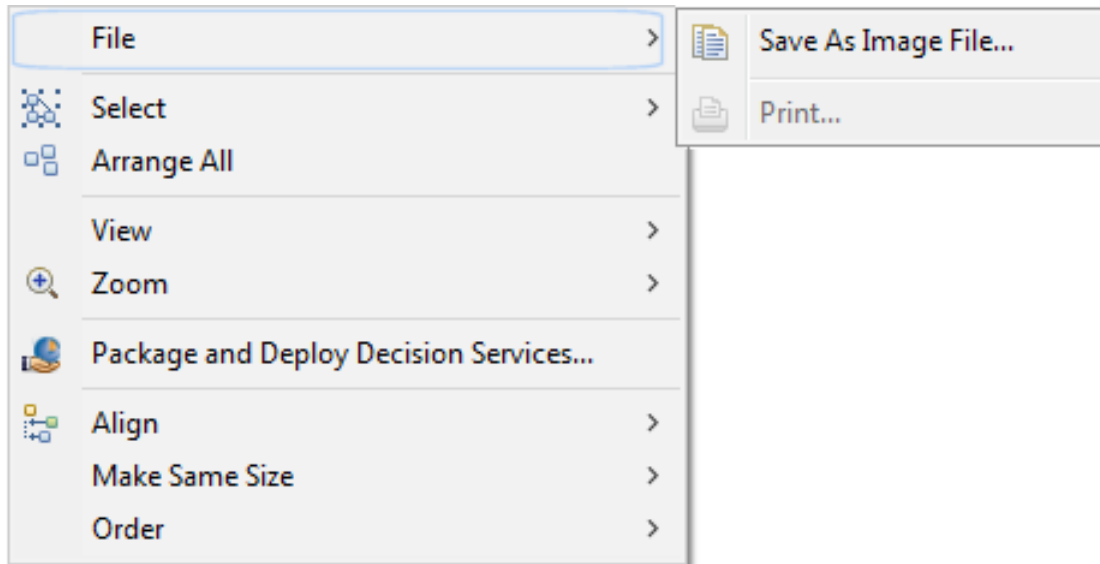 File
Save As Image File...
Print...
Select
Arrange All
View
Zoom
Package and Deploy Decision Services...
Align
Make Same Size
Order